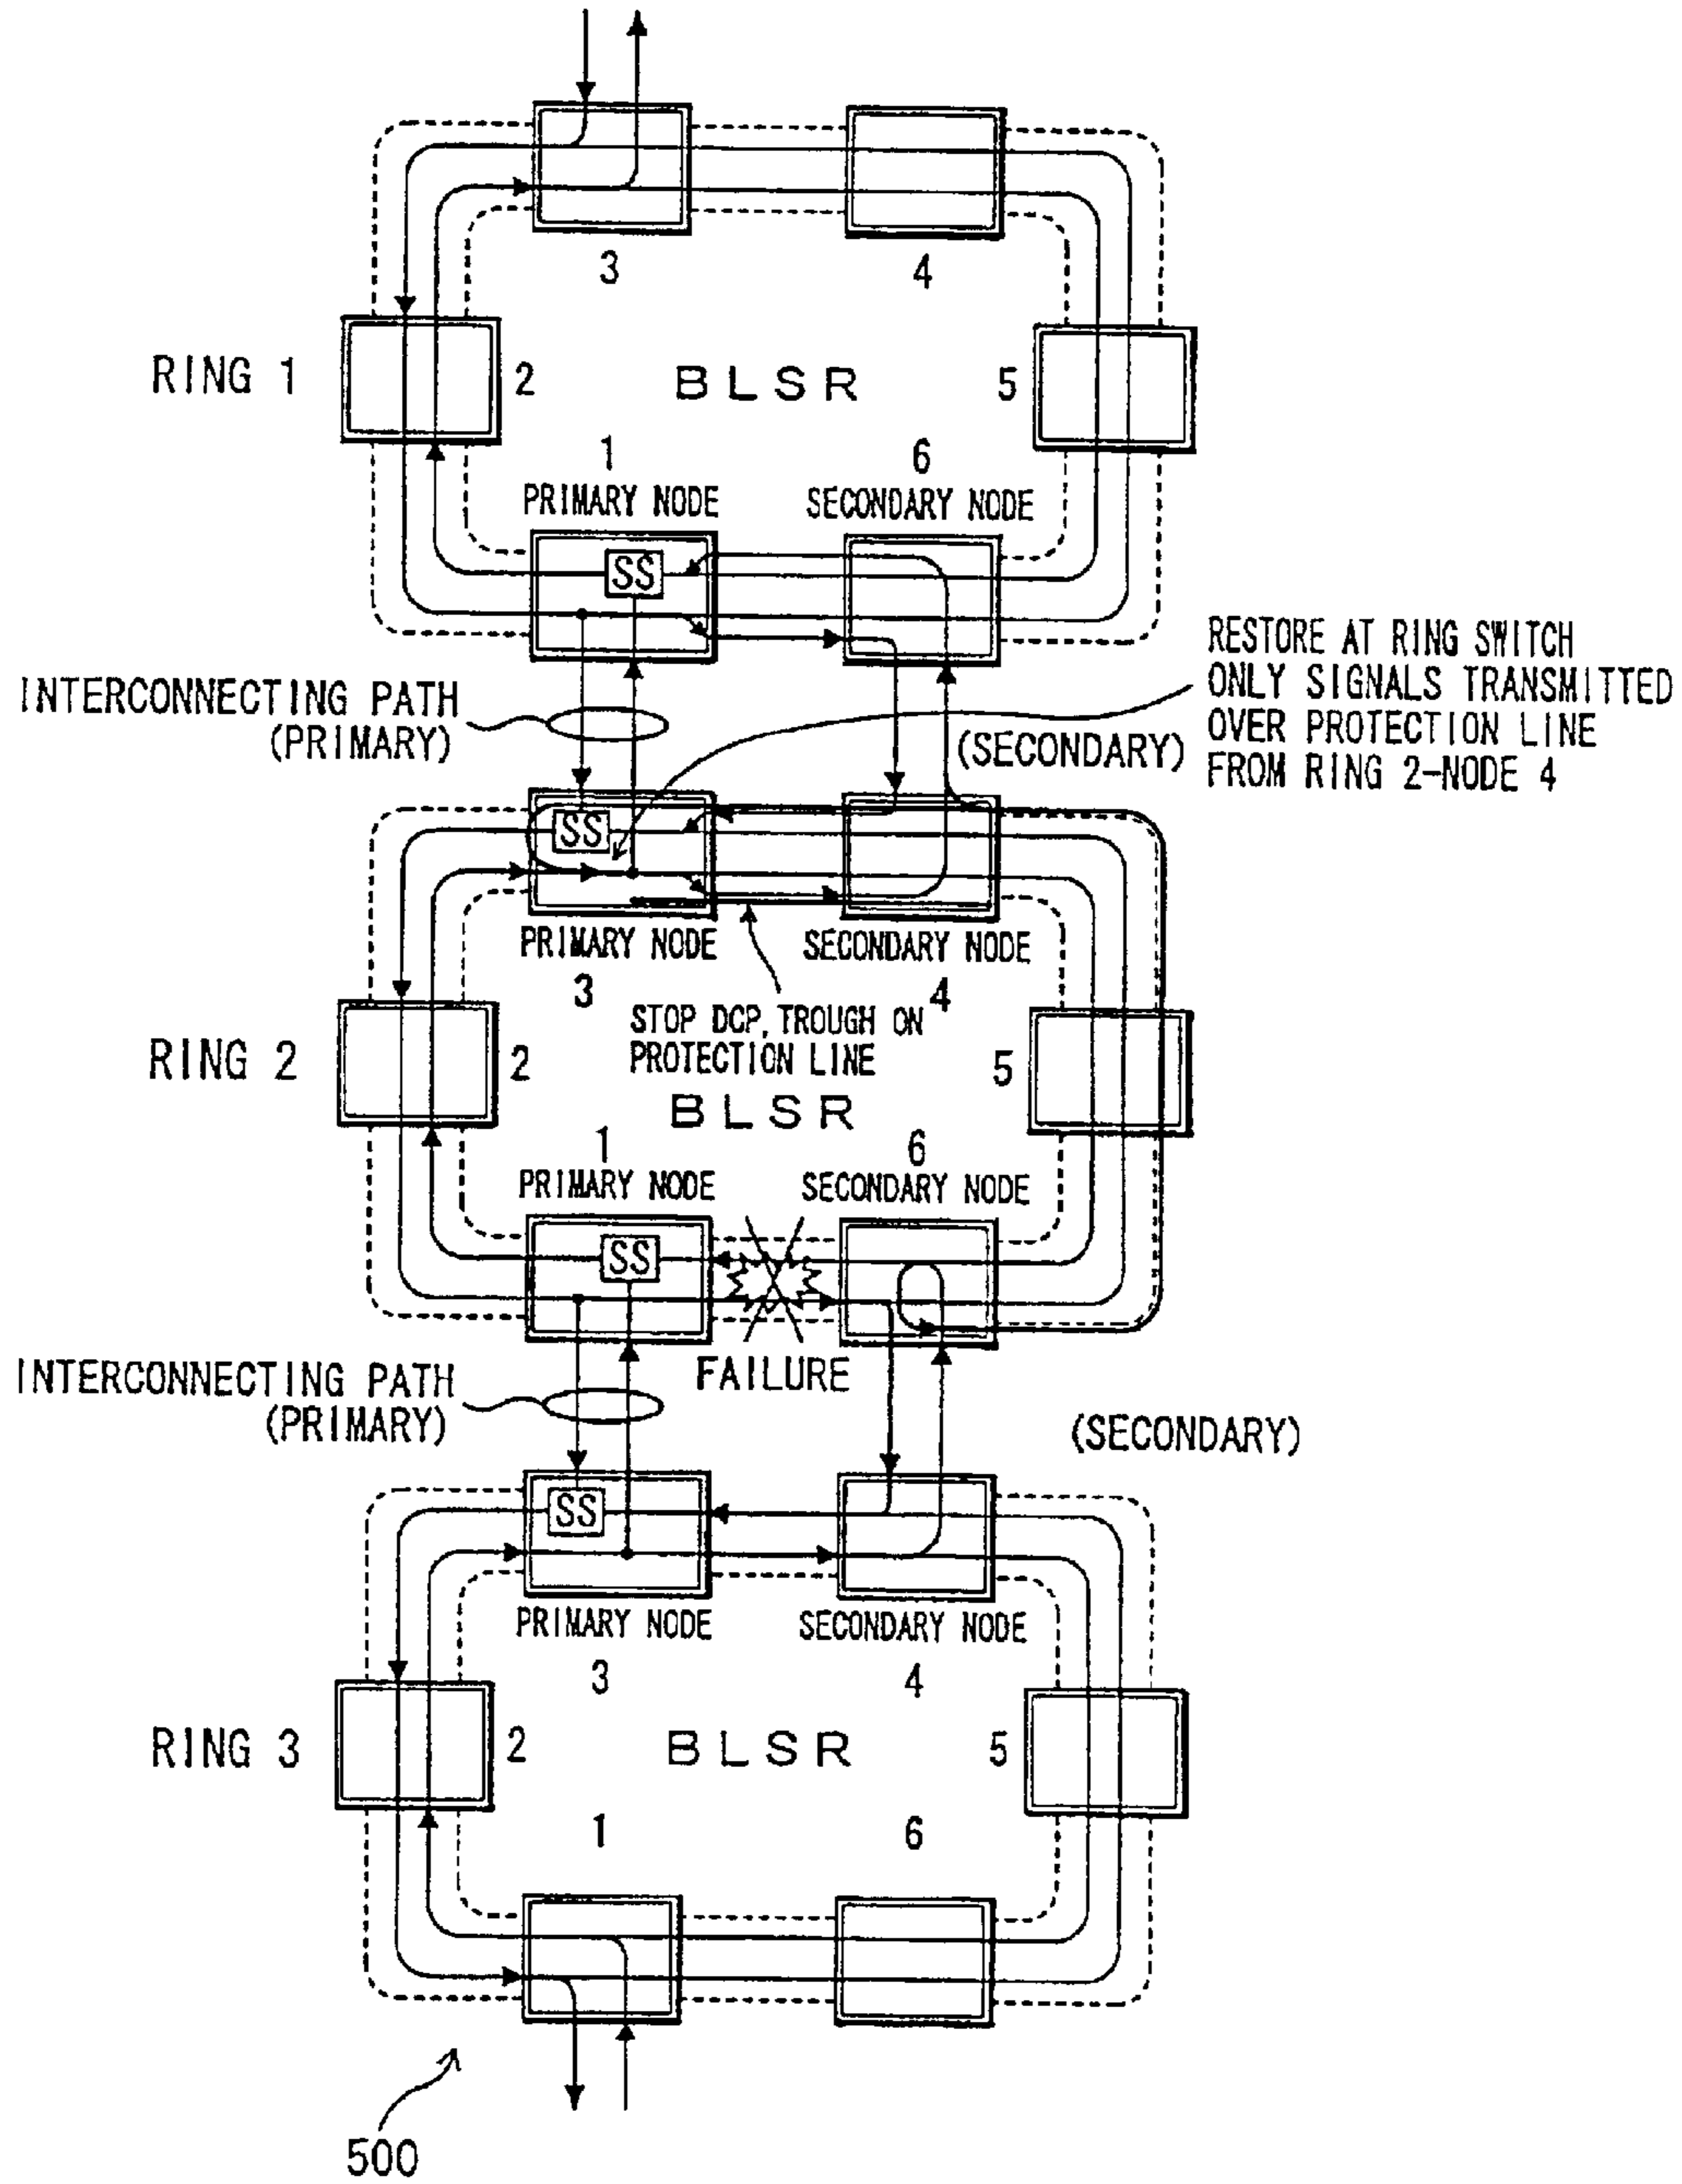 3
4
RING 1
2
BLSR
5
1
PRIMARY NODE
6
SECONDARY NODE
SS
RESTORE AT RING SWITCH
ONLY SIGNALS TRANSMITTED
OVER PROTECTION LINE
FROM RING 2-NODE 4
INTERCONNECTING PATH
(PRIMARY)
(SECONDARY)
SS
PRIMARY NODE
3
SECONDARY NODE
4
STOP DCP, TROUGH ON
PROTECTION LINE
RING 2
2
5
BLSR
1
PRIMARY NODE
6
SECONDARY NODE
SS
FAILURE
INTERCONNECTING PATH
(PRIMARY)
(SECONDARY)
SS
PRIMARY NODE
3
SECONDARY NODE
4
RING 3
2
BLSR
5
1
6
500